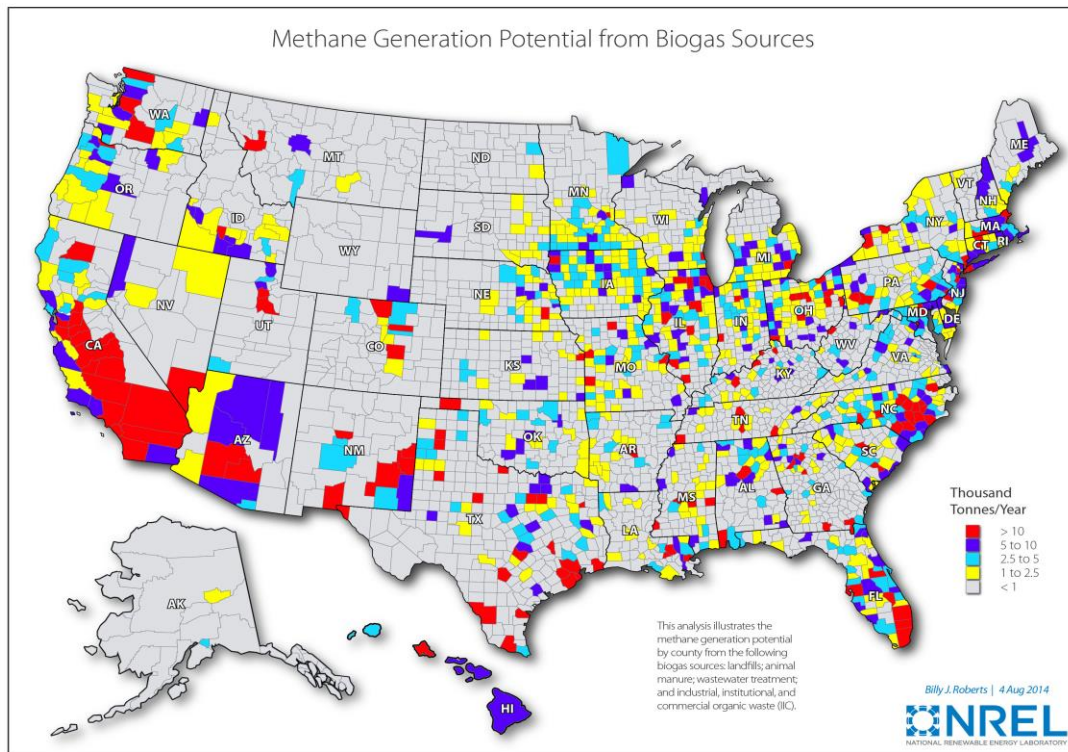 Methane Generation Potential from Biogas Sources
WA
MT
ND
ME
OR
ID
MN
VT
NH
SD
WI
NY
MA
WY
MI
CT
RI
IA
NE
PA
NV
NJ
UT
IL
IN
OH
MD
DE
CA
CO
WV
KS
MO
VA
KY
NC
TN
AZ
OK
NM
AR
SC
MS
AL
GA
TX
LA
FL
AK
HI
Thousand
Tonnes/Year
> 10
5 to 10
2.5 to 5
1 to 2.5
< 1
This analysis illustrates the
methane generation potential
by county from the following
biogas sources: landfills; animal
manure; wastewater treatment;
and industrial, institutional, and
commercial organic waste (IIC).
Billy J. Roberts | 4 Aug 2014
NREL
NATIONAL RENEWABLE ENERGY LABORATORY